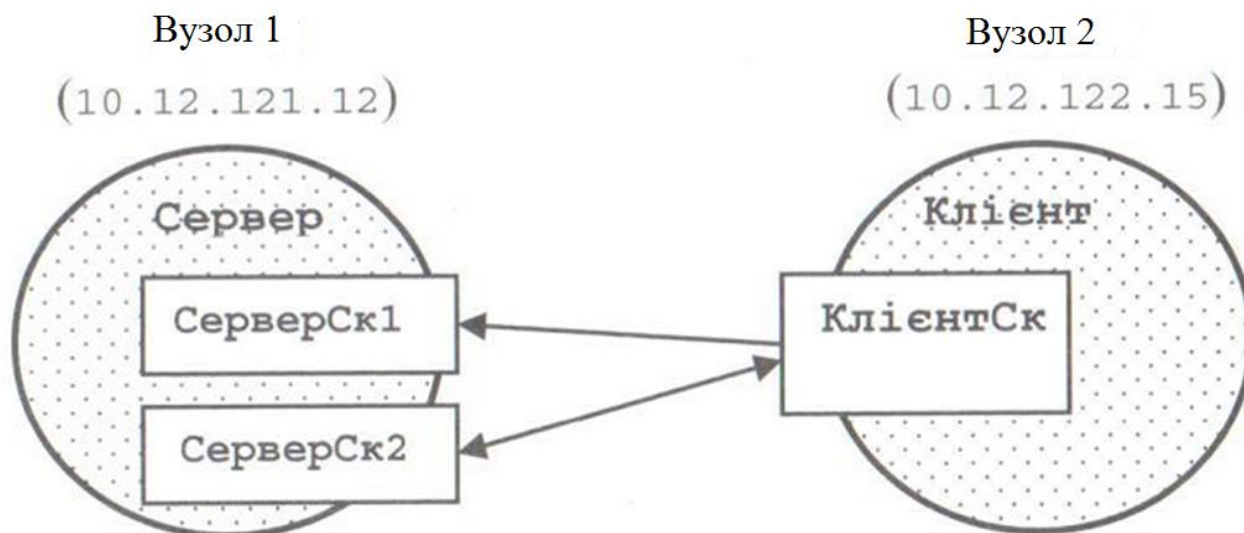 Вузол 1
(10.12.121.12)
Сервер
СерверСк1
СерверСк2
Вузол 2
(10.12.122.15)
Клієнт
КлієнтСк